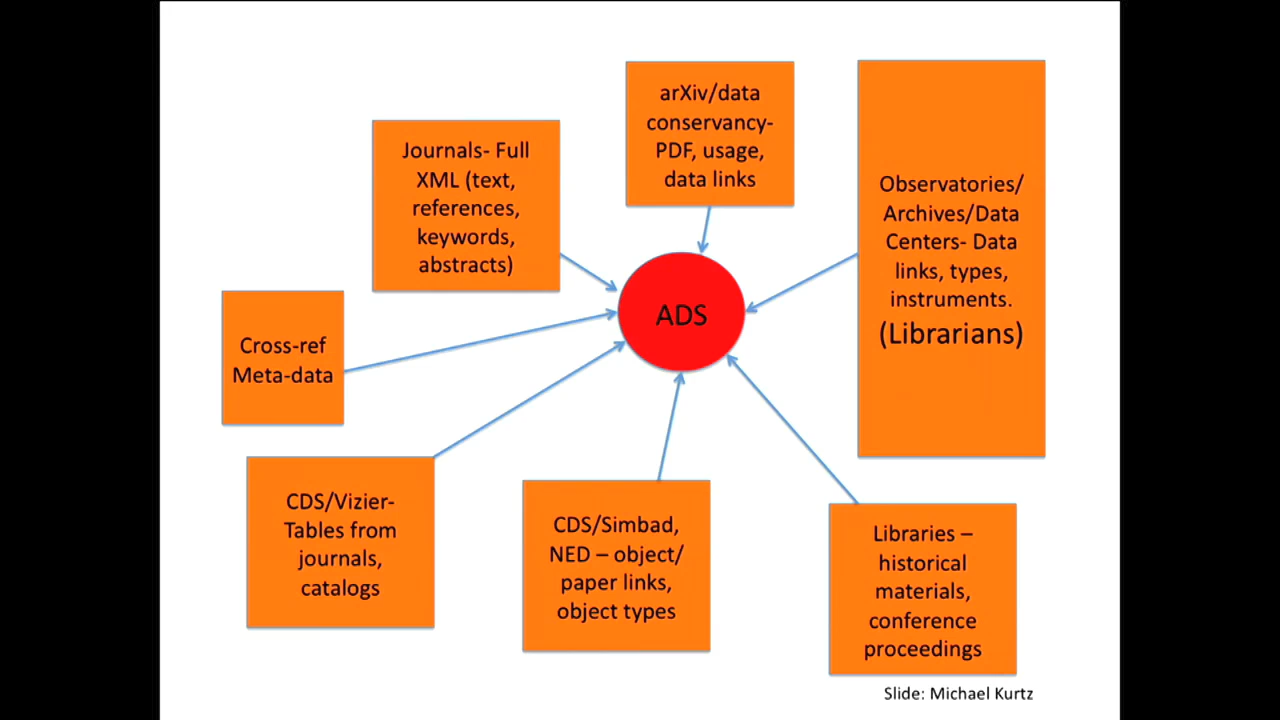 arXiv/data
conservancy-
PDF, usage,
data links
Journals- Full
XML (text,
references,
keywords,
abstracts)
Observatories/
Archives/Data
Centers- Data
links, types,
instruments.
(Librarians)
ADS
Cross-ref
Meta-data
CDS/Vizier-
Tables from
journals,
catalogs
CDS/Simbad,
NED – object/
paper links,
object types
Libraries –
historical
materials,
conference
proceedings
Slide: Michael Kurtz